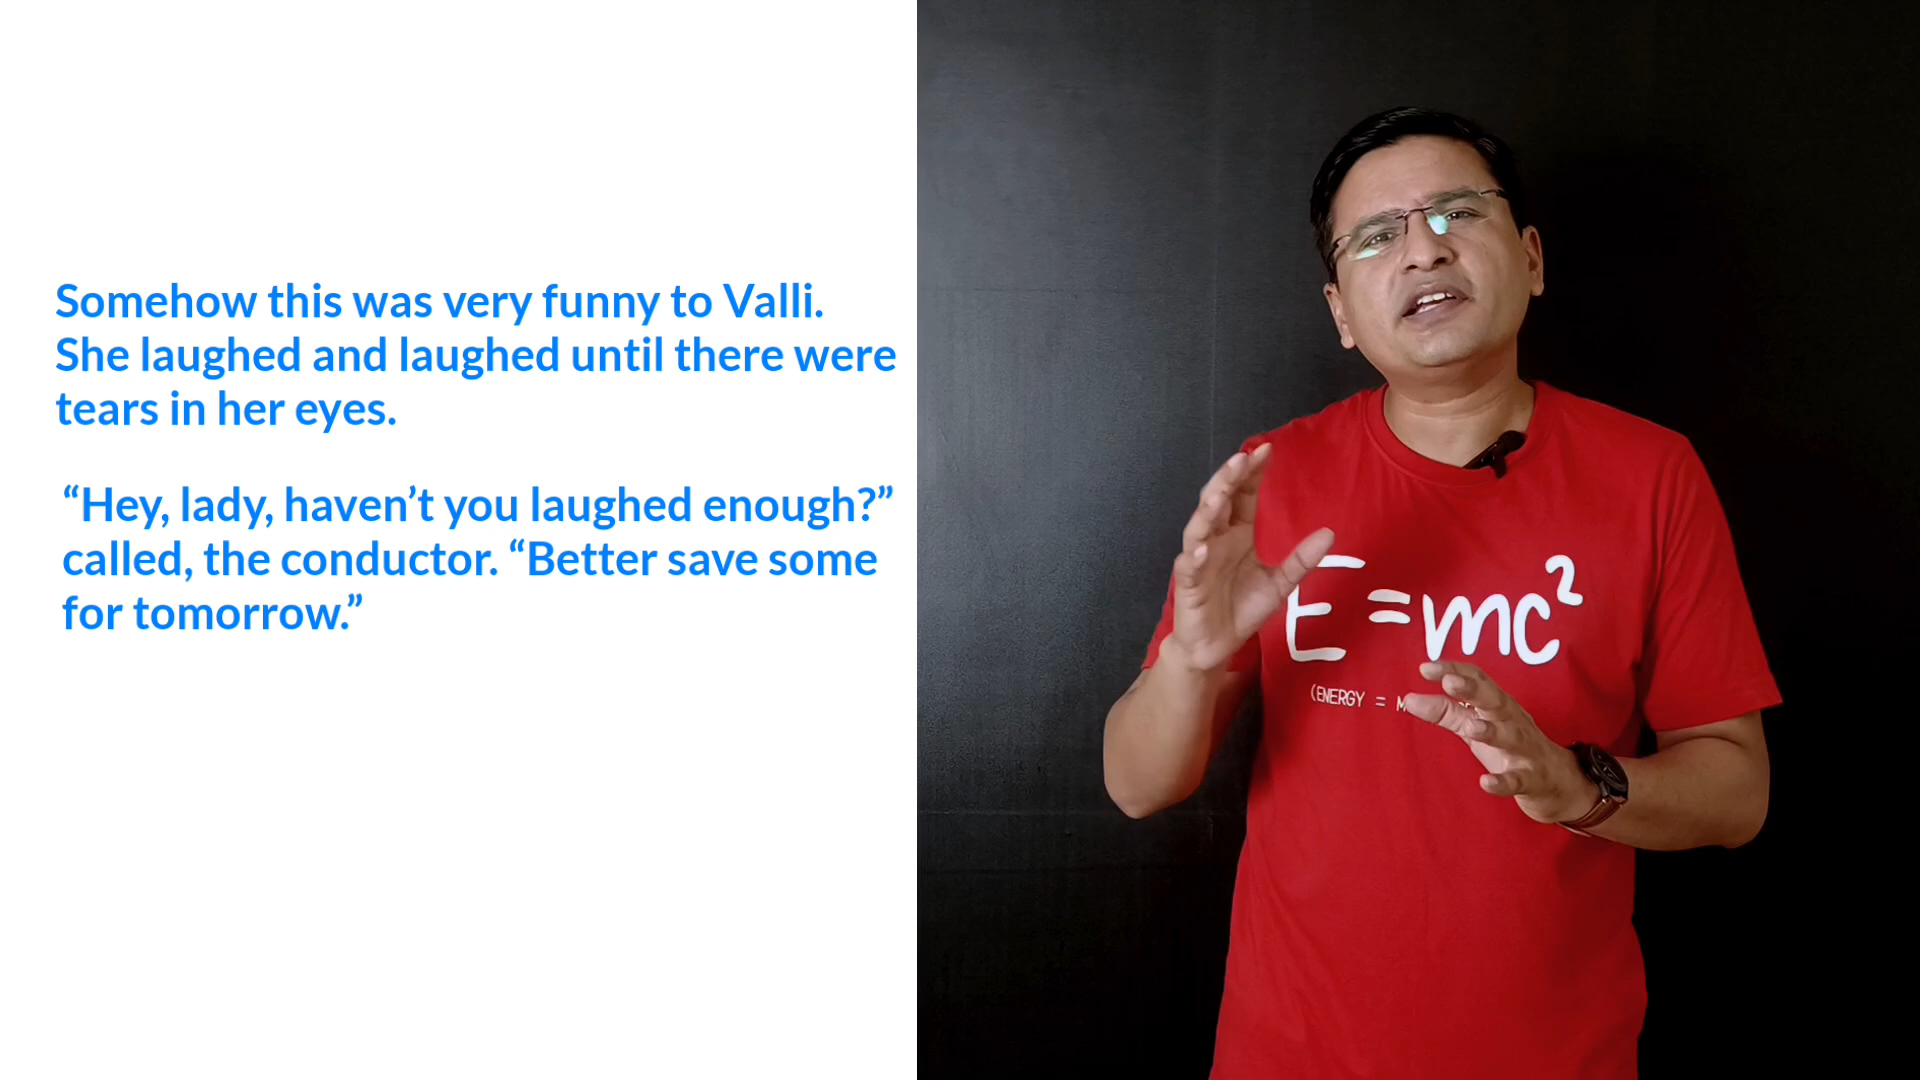 Somehow this was very funny to Valli.
She laughed and laughed until there were
tears in her eyes.
“Hey, lady, haven’t you laughed enough?”
called, the conductor. “Better save some
for tomorrow.”
E=mc²
(ENERGY =